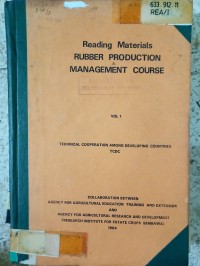 633.912.11
REA/I
Reading Materials
RUBBER PRODUCTION
&
MANAGEMENT COURSE
VOL 1
TECHNICAL COOPERATION AMONG DEVELOPING COUNTRIES
TCDC
COLLABORATION BETWEEN
AGENCY FOR AGRICULTURAL EDUCATION TRAINING AND EXTENSION
AND
AGENCY FOR AGRICULTURAL RESEARCH AND DEVELOPMENT
(RESEARCH INSTITUTE FOR ESTATE CROPS SEMBAWA)
1984